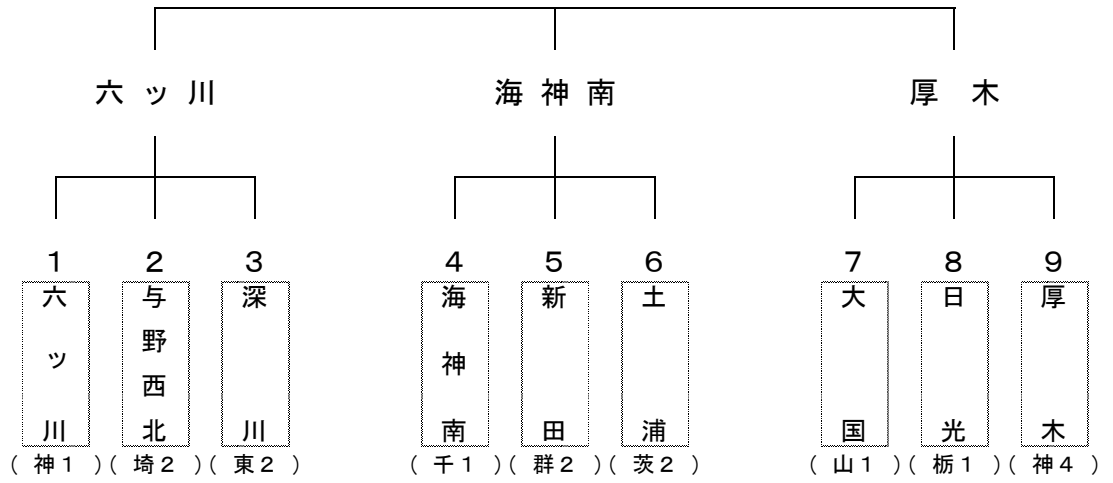 六ッ川 海神南 厚木
1 2 3 4 5 6 7 8 9
六ッ川 与野西北 深川 海神南 新田 土浦 大国 日光 厚木
(神1)(埼2)(東2) (千1)(群2)(茨2) (山1)(栃1)(神4)